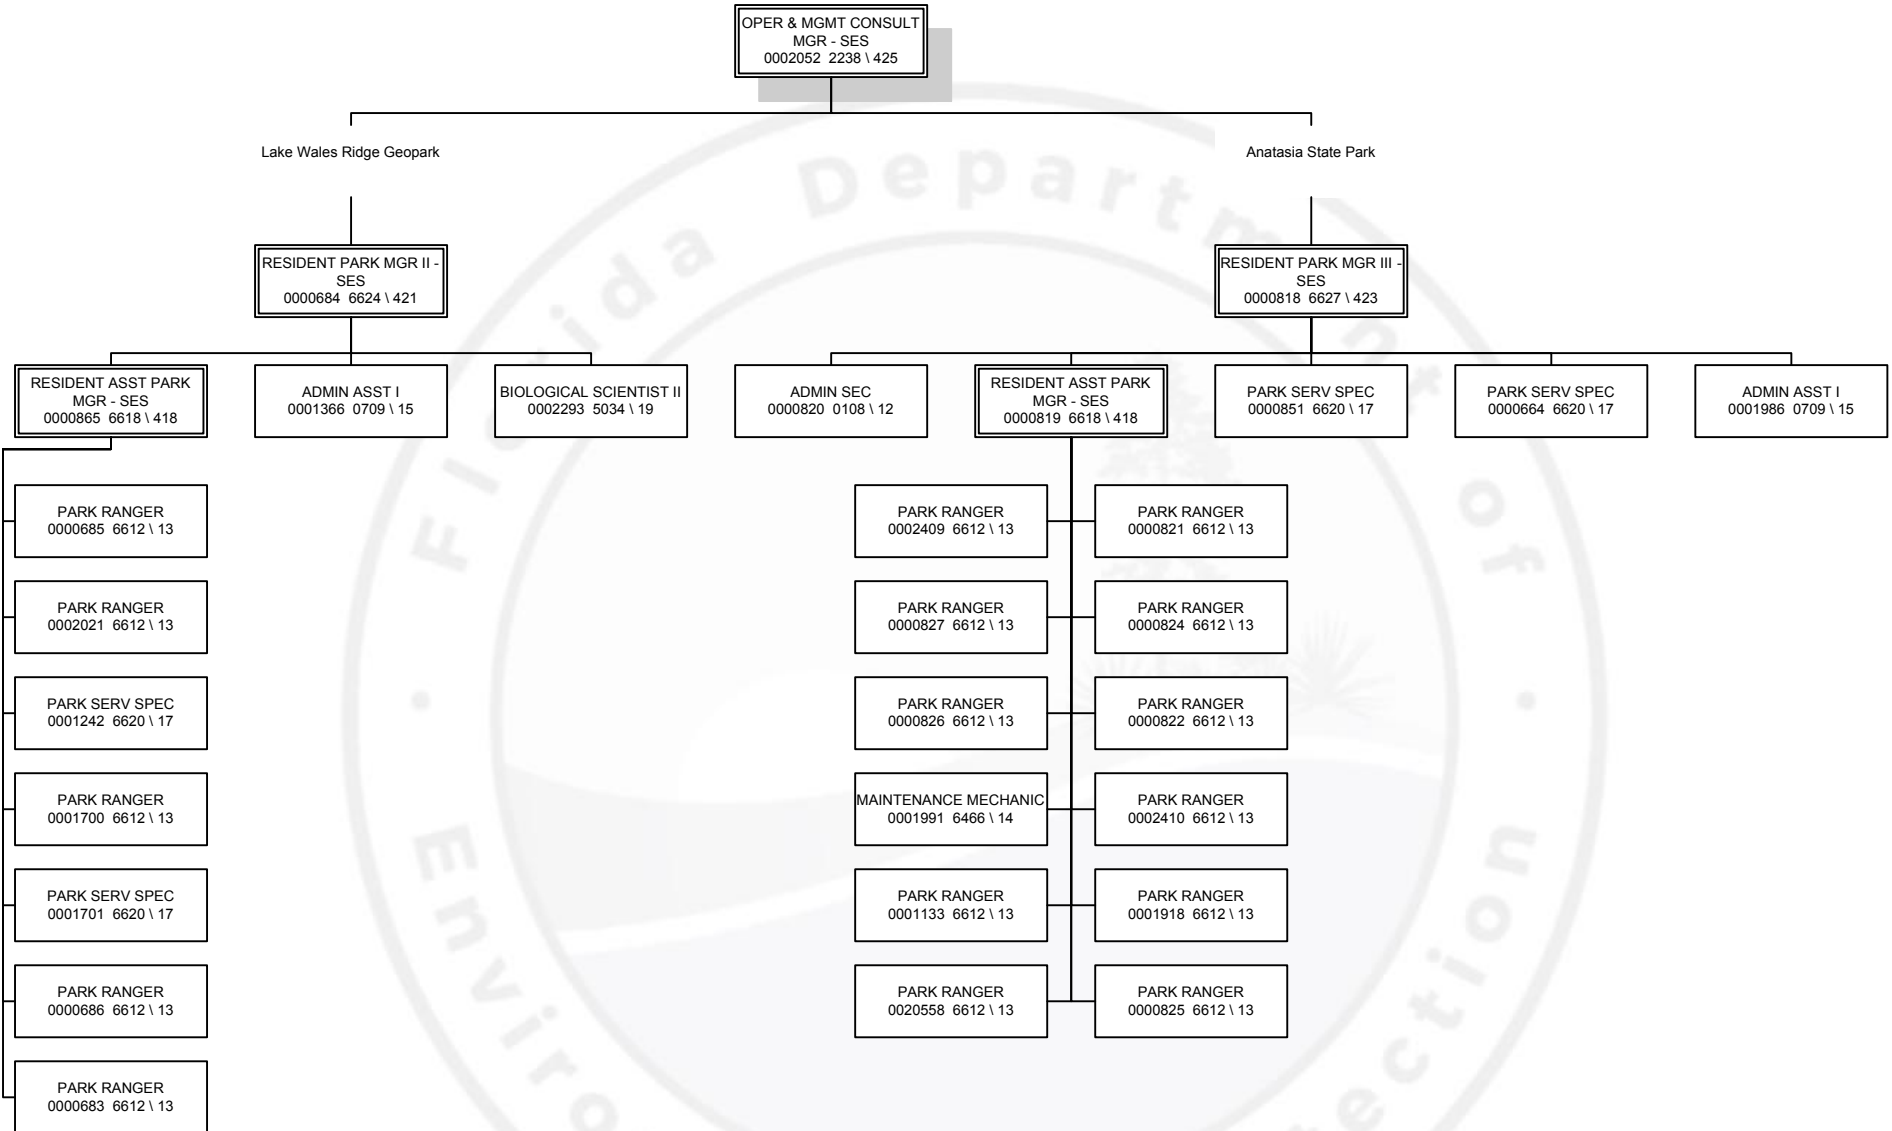 OPER & MGMT CONSULT
MGR - SES
0002052 2238 \ 425
Lake Wales Ridge Geopark
Anatasia State Park
RESIDENT PARK MGR II -
SES
0000684 6624 \ 421
RESIDENT PARK MGR III -
SES
0000818 6627 \ 423
RESIDENT ASST PARK
MGR - SES
0000865 6618 \ 418
ADMIN ASST I
0001366 0709 \ 15
BIOLOGICAL SCIENTIST II
0002293 5034 \ 19
ADMIN SEC
0000820 0108 \ 12
RESIDENT ASST PARK
MGR - SES
0000819 6618 \ 418
PARK SERV SPEC
0000851 6620 \ 17
PARK SERV SPEC
0000664 6620 \ 17
ADMIN ASST I
0001986 0709 \ 15
PARK RANGER
0000685 6612 \ 13
PARK RANGER
0002021 6612 \ 13
PARK SERV SPEC
0001242 6620 \ 17
PARK RANGER
0001700 6612 \ 13
PARK SERV SPEC
0001701 6620 \ 17
PARK RANGER
0000686 6612 \ 13
PARK RANGER
0000683 6612 \ 13
PARK RANGER
0002409 6612 \ 13
PARK RANGER
0000821 6612 \ 13
PARK RANGER
0000827 6612 \ 13
PARK RANGER
0000824 6612 \ 13
PARK RANGER
0000826 6612 \ 13
PARK RANGER
0000822 6612 \ 13
MAINTENANCE MECHANIC
0001991 6466 \ 14
PARK RANGER
0002410 6612 \ 13
PARK RANGER
0001133 6612 \ 13
PARK RANGER
0001918 6612 \ 13
PARK RANGER
0020558 6612 \ 13
PARK RANGER
0000825 6612 \ 13
Florida Department of
Enviro
ection